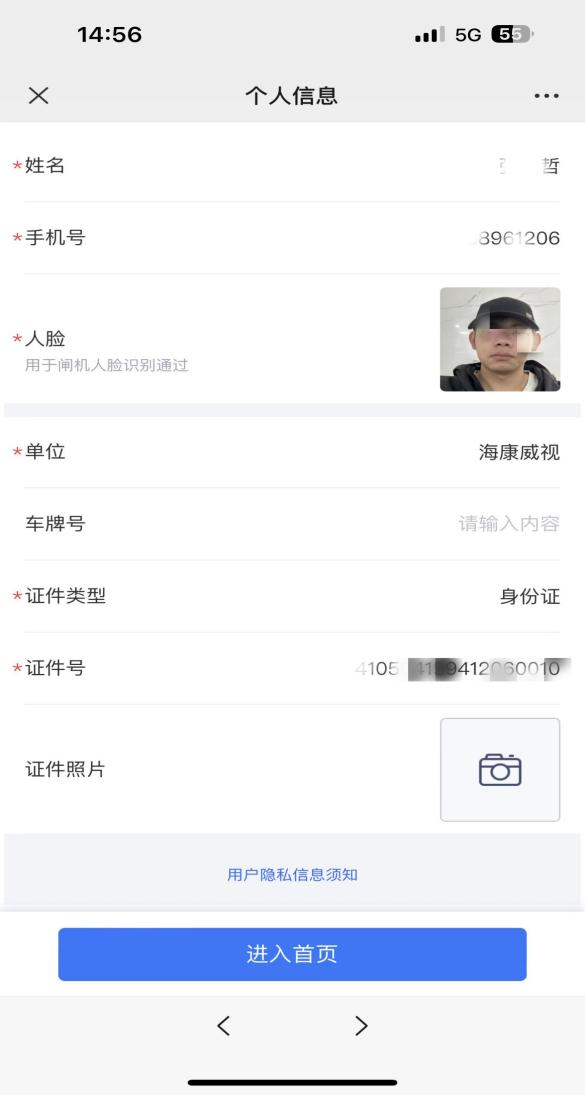 14:56
5G 55
个人信息
*姓名 哲
*手机号 8961206
*人脸
用于闸机人脸识别通过
*单位 海康威视
车牌号 请输入内容
*证件类型 身份证
*证件号
证件照片
用户隐私信息须知
进入首页